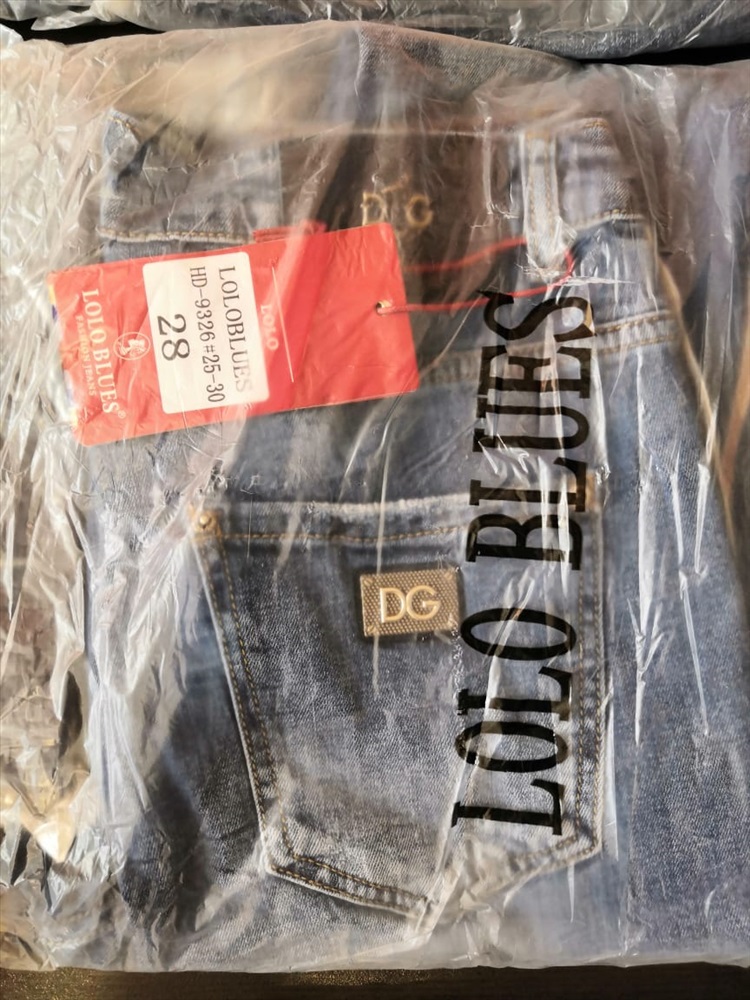 DG
LOLO
LOLOBLUES
HD-9326#25-30
28
LOLO BLUES
FASHION JEANS
DG
LOLO BLUES